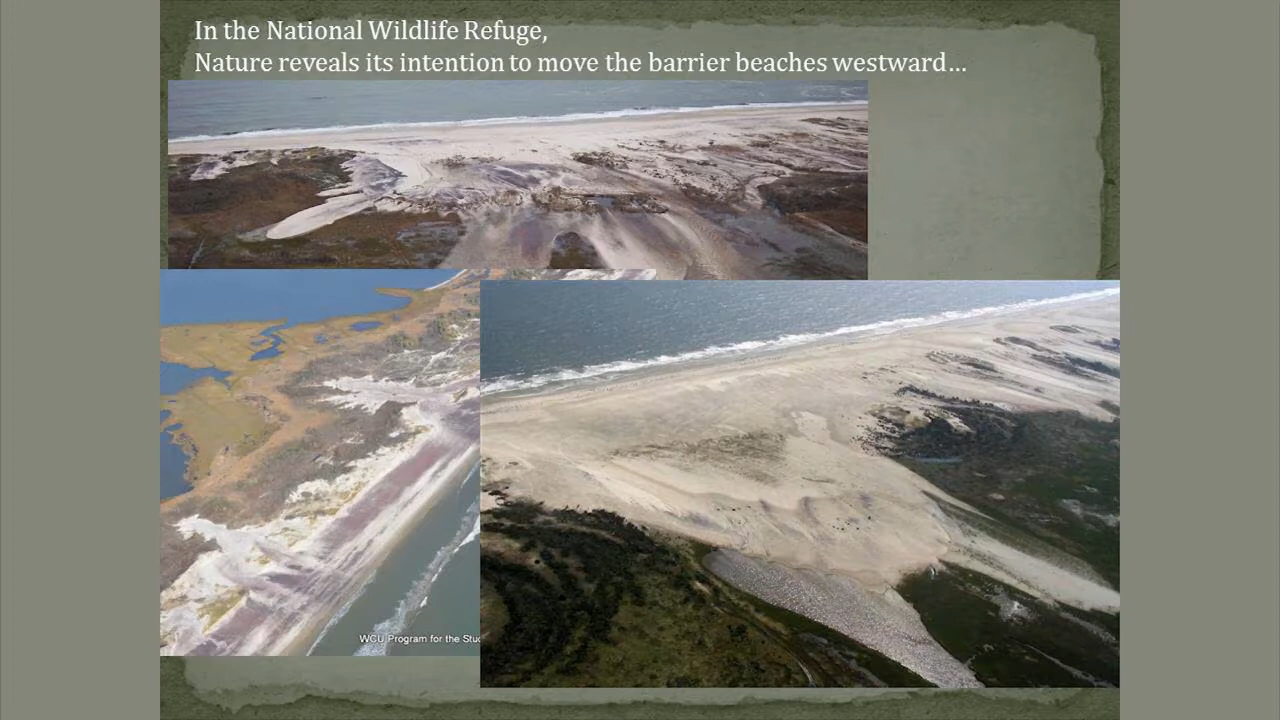 In the National Wildlife Refuge,
Nature reveals its intention to move the barrier beaches westward…
WCU Program for the Stu